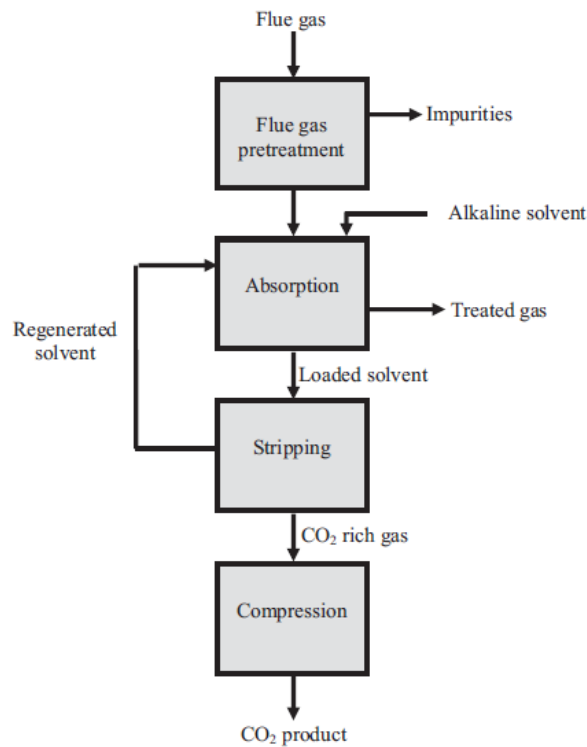 Flue gas
Flue gas
pretreatment
Impurities
Alkaline solvent
Absorption
Treated gas
Regenerated
solvent
Loaded solvent
Stripping
CO₂ rich gas
Compression
CO₂ product